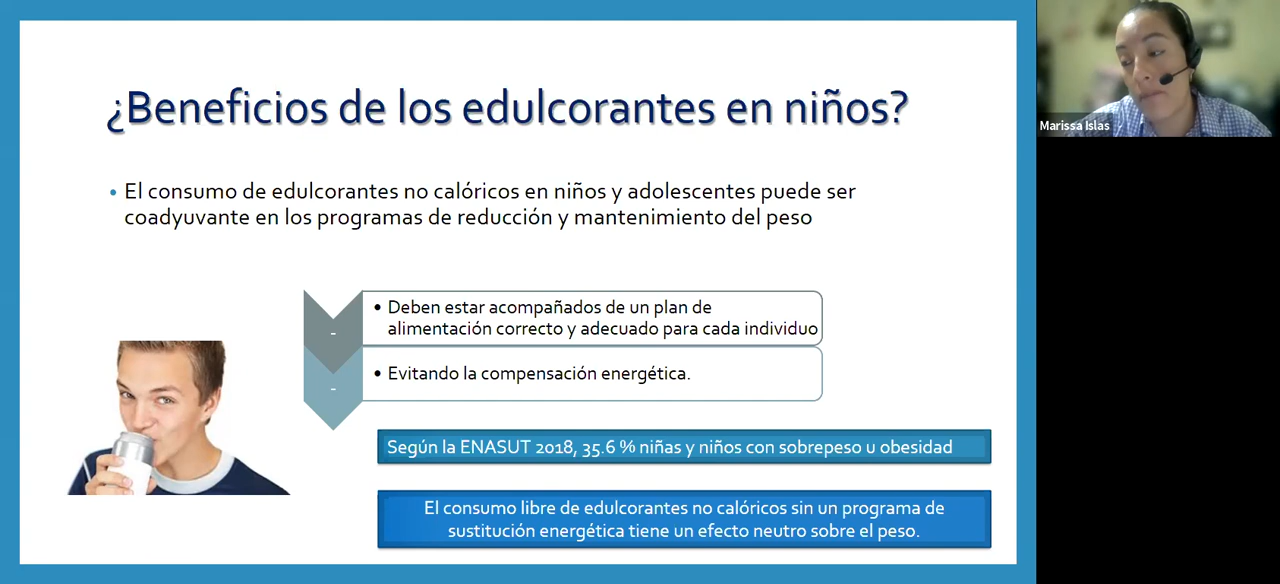 ¿Beneficios de los edulcorantes en niños?
Marissa Islas
• El consumo de edulcorantes no calóricos en niños y adolescentes puede ser
coadyuvante en los programas de reducción y mantenimiento del peso
-
• Deben estar acompañados de un plan de
alimentación correcto y adecuado para cada individuo
-
• Evitando la compensación energética.
Según la ENASUT 2018, 35.6 % niñas y niños con sobrepeso u obesidad
El consumo libre de edulcorantes no calóricos sin un programa de
sustitución energética tiene un efecto neutro sobre el peso.